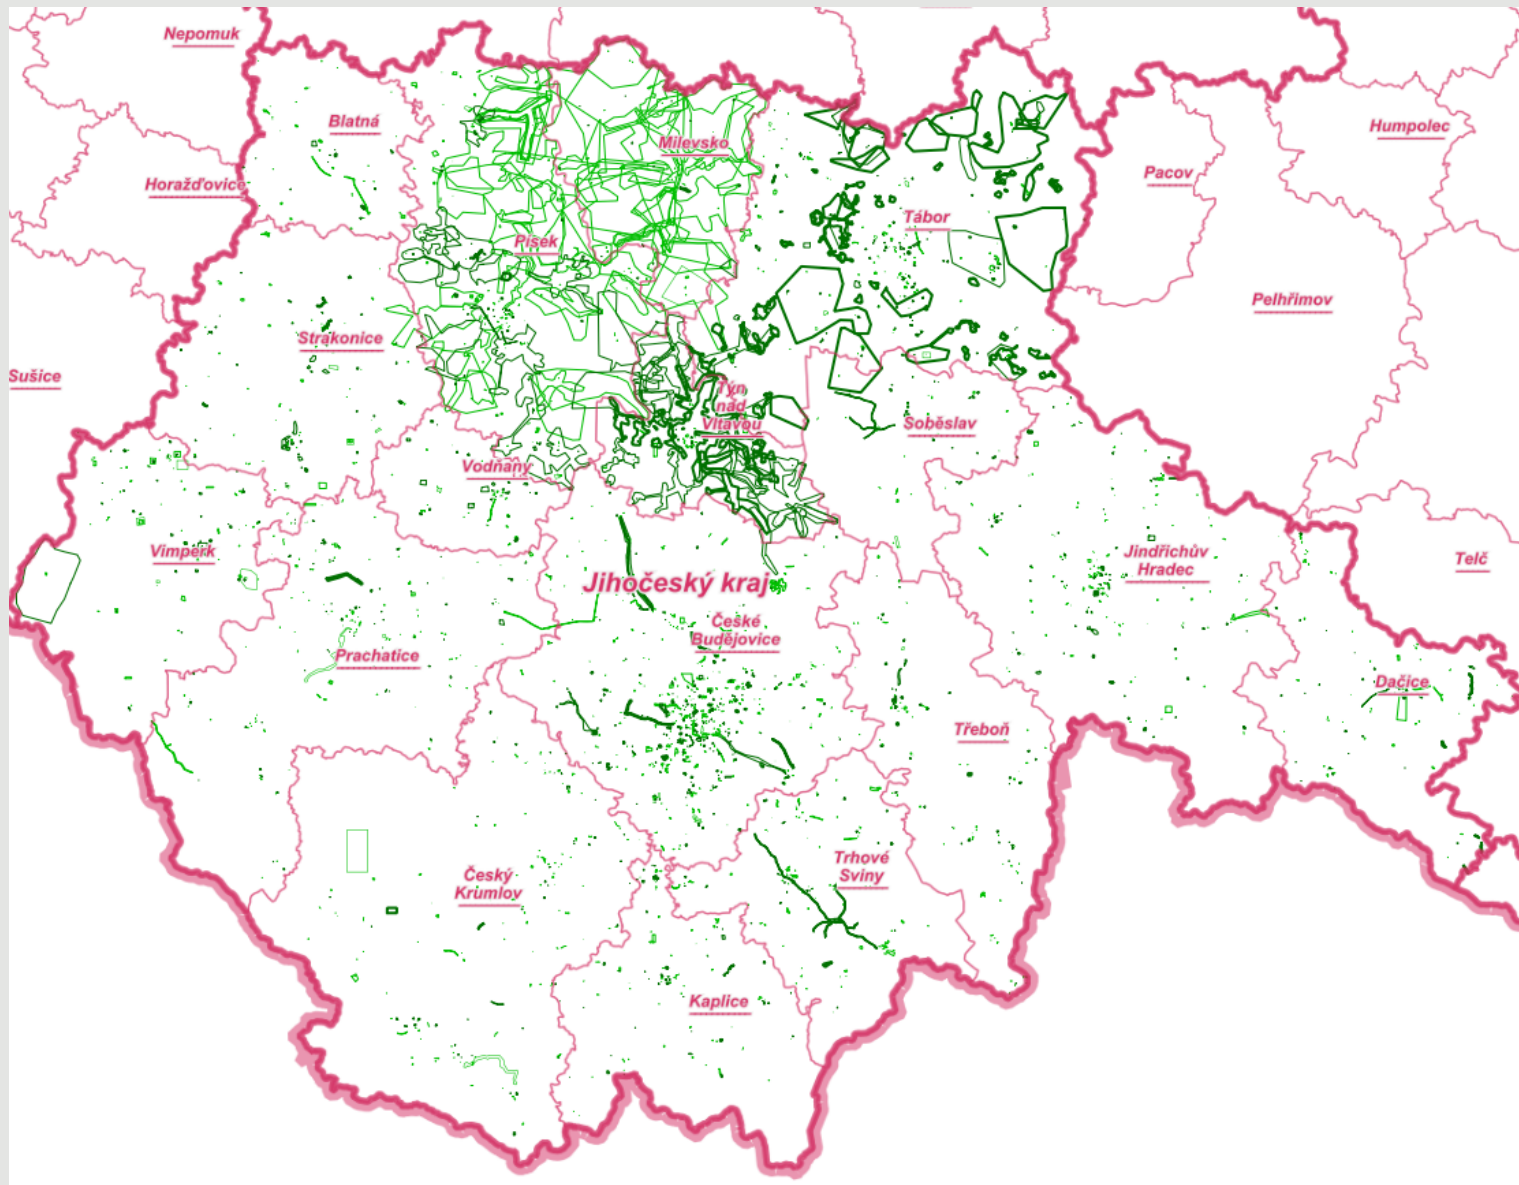 Nepomuk
Blatná
Milevsko
Humpolec
Horažďovice
Pacov
Tábor
Písek
Pelhřimov
Strakonice
Sušice
Týn
nad
Vltavou
Soběslav
Vodňany
Vimperk
Jindřichův
Hradec
Telč
Jihočeský kraj
České
Budějovice
Prachatice
Dačice
Třeboň
Trhové
Sviny
Český
Krumlov
Kaplice